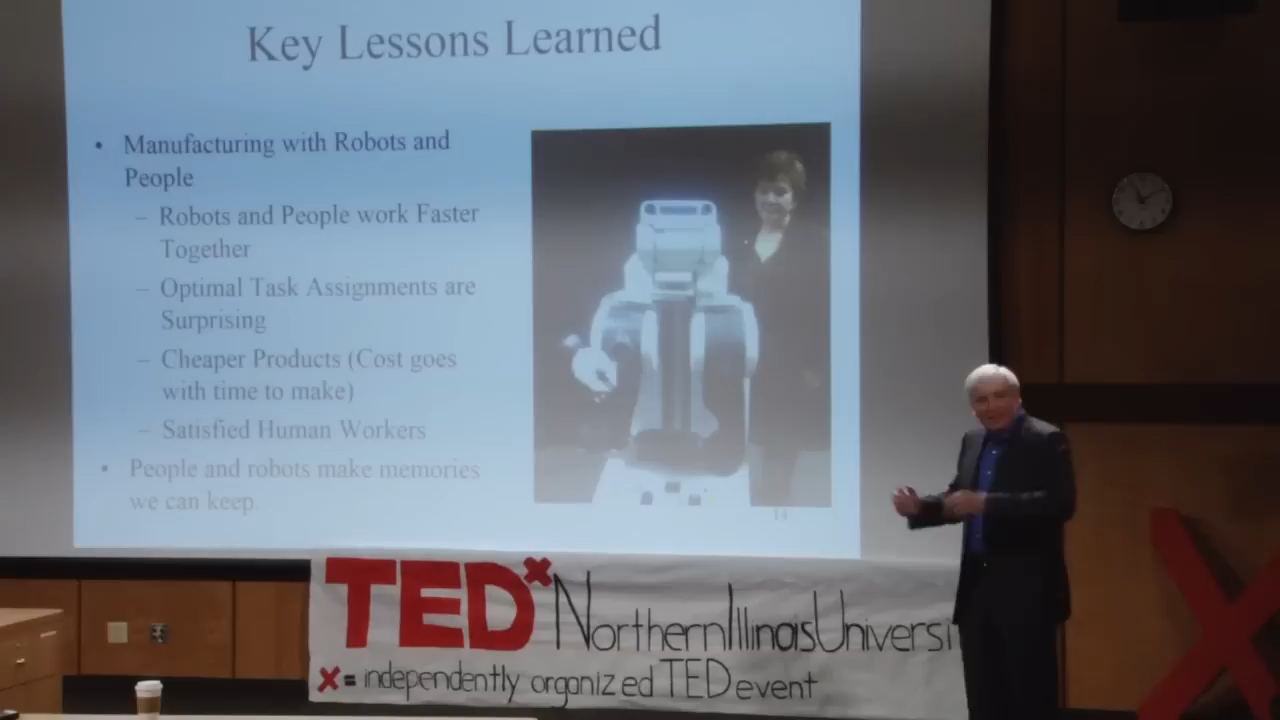 Key Lessons Learned
• Manufacturing with Robots and
People
– Robots and People work Faster
Together
– Optimal Task Assignments are
Surprising
– Cheaper Products (Cost goes
with time to make)
– Satisfied Human Workers
• People and robots make memories
we can keep.
14
TEDx NorthernIllinoisUniversi
x = independently organized TED event